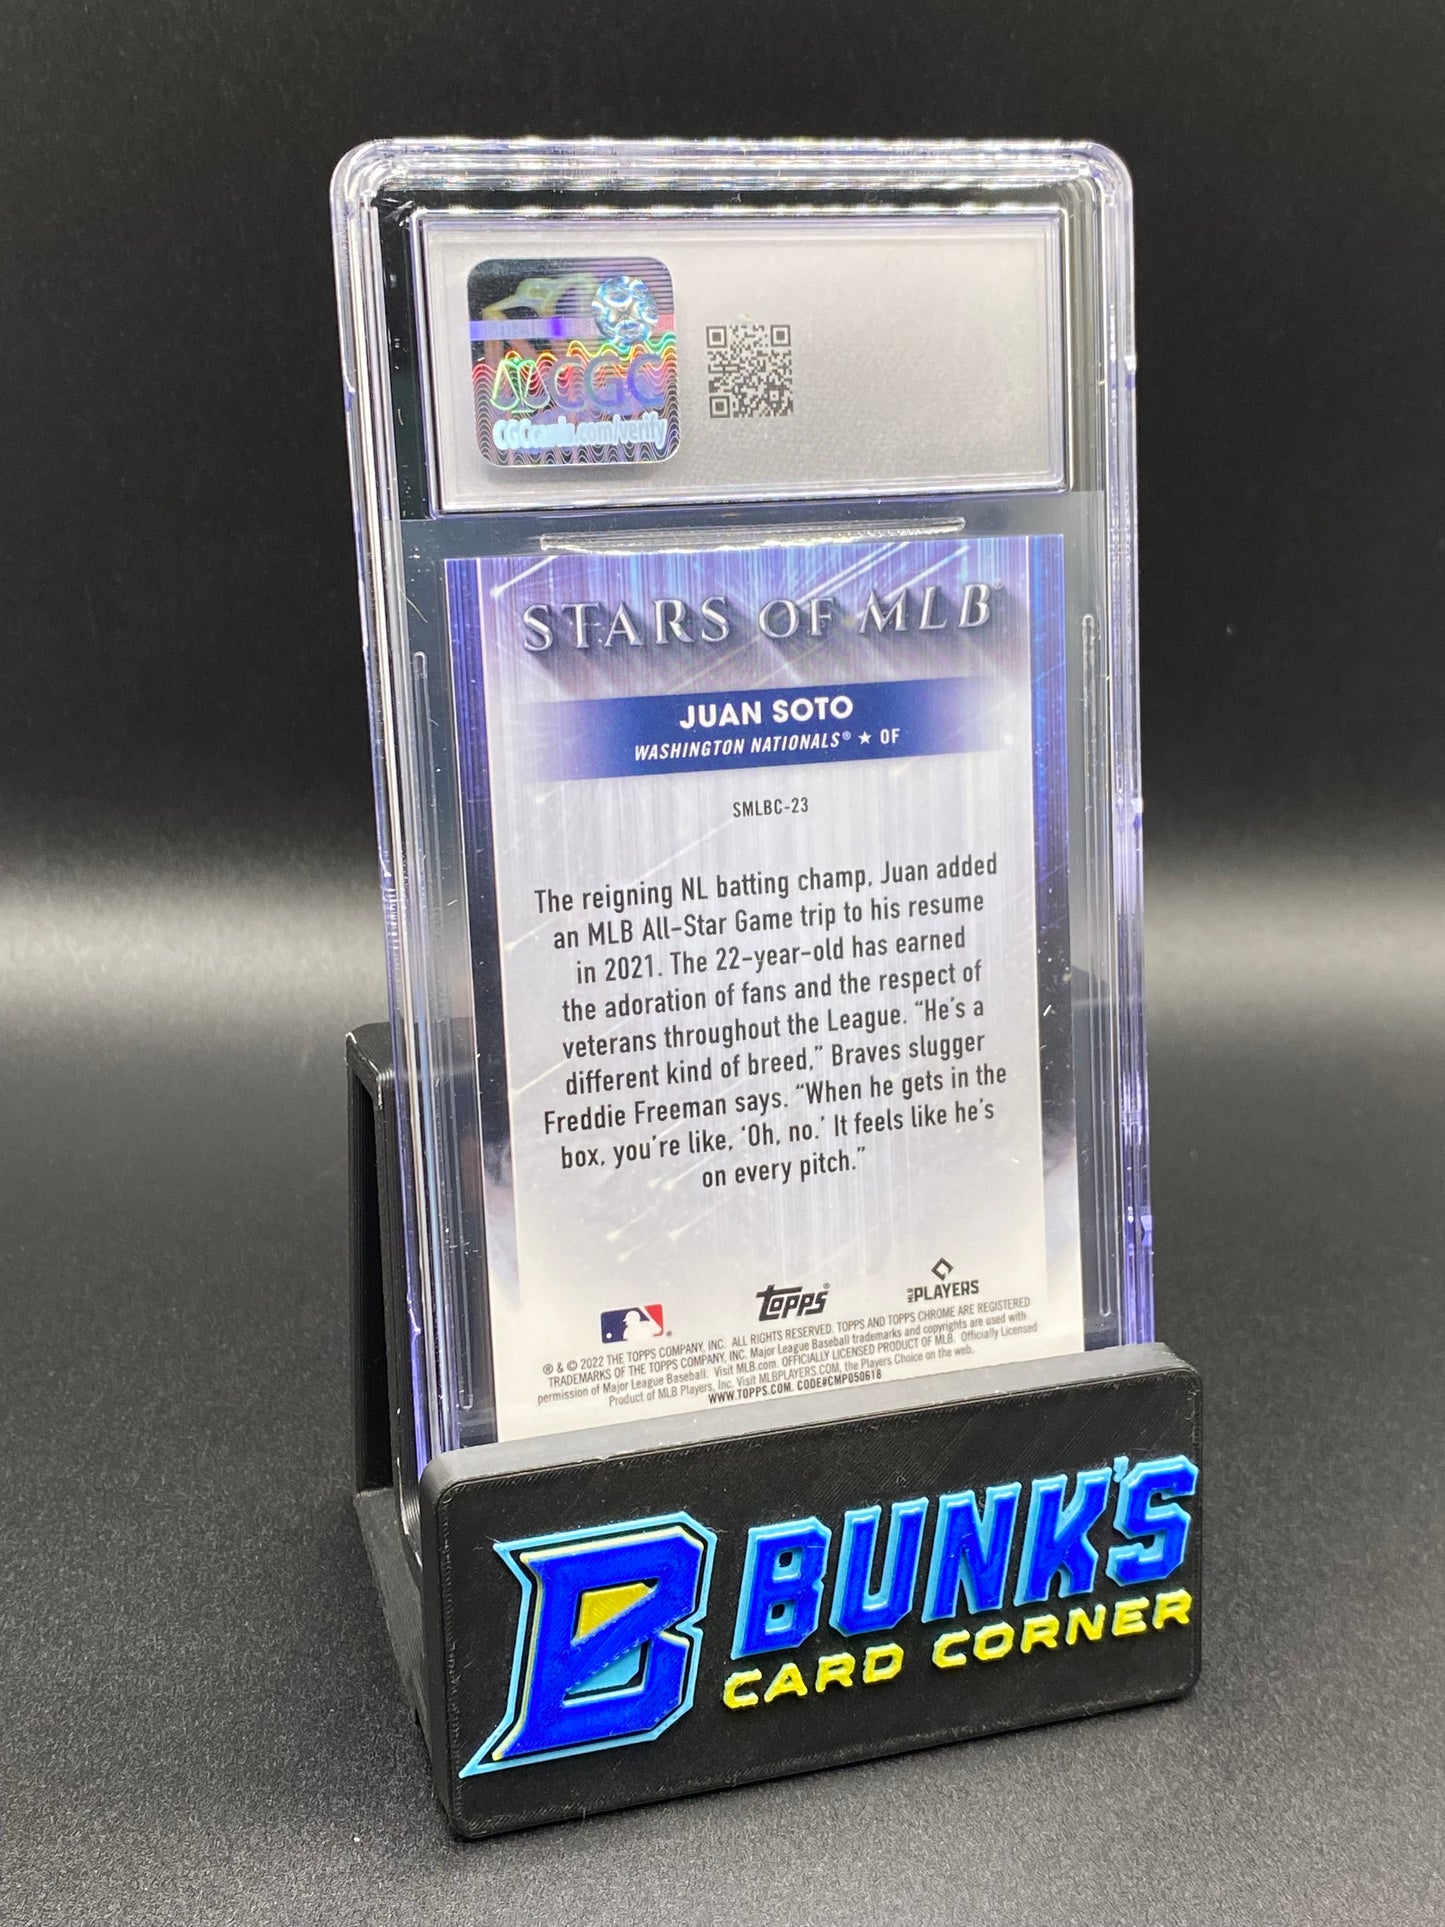 CGC
CGCcards.com/verify
STARS OF MLB®
JUAN SOTO
WASHINGTON NATIONALS® ★ OF
SMLBC-23
The reigning NL batting champ, Juan added
an MLB All-Star Game trip to his resume
in 2021. The 22-year-old has earned
the adoration of fans and the respect of
veterans throughout the League. “He's a
different kind of breed,” Braves slugger
Freddie Freeman says. “When he gets in the
box, you're like, ‘Oh, no.’ It feels like he's
on every pitch.”
Topps®
MLB PLAYERS
® & © 2022 THE TOPPS COMPANY, INC. ALL RIGHTS RESERVED. TOPPS AND TOPPS CHROME ARE REGISTERED
TRADEMARKS OF THE TOPPS COMPANY, INC. Major League Baseball trademarks and copyrights are used with
permission of Major League Baseball. Visit MLB.com. OFFICIALLY LICENSED PRODUCT OF MLB. Officially Licensed
Product of MLB Players, Inc. Visit MLBPLAYERS.COM, the Players Choice on the web.
WWW.TOPPS.COM. CODE#CMP050618
B BUNK'S
CARD CORNER